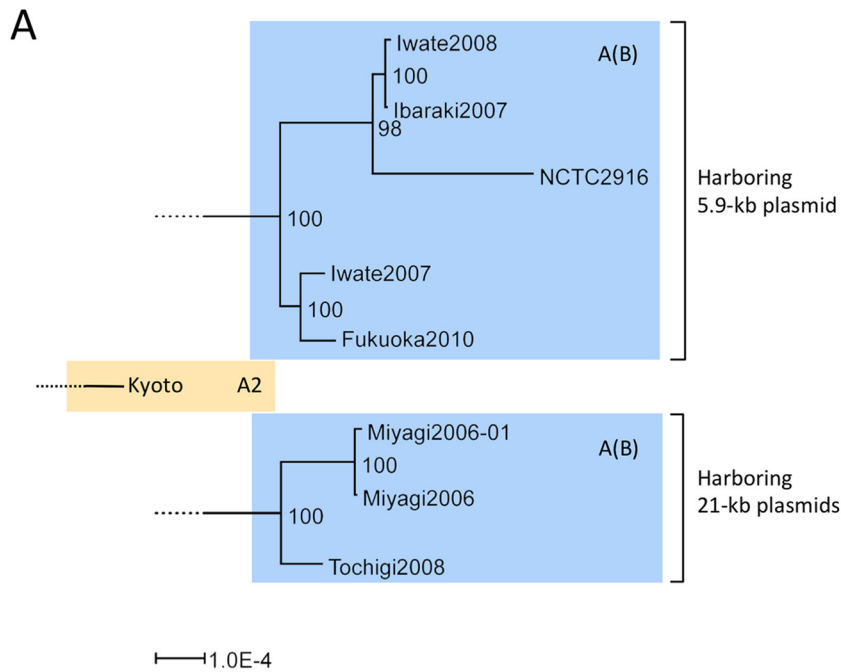 A
Iwate2008
A(B)
100
Ibaraki2007
98
NCTC2916
Harboring
5.9-kb plasmid
100
Iwate2007
100
Fukuoka2010
Kyoto A2
Miyagi2006-01
A(B)
100
Harboring
21-kb plasmids
Miyagi2006
100
Tochigi2008
1.0E-4